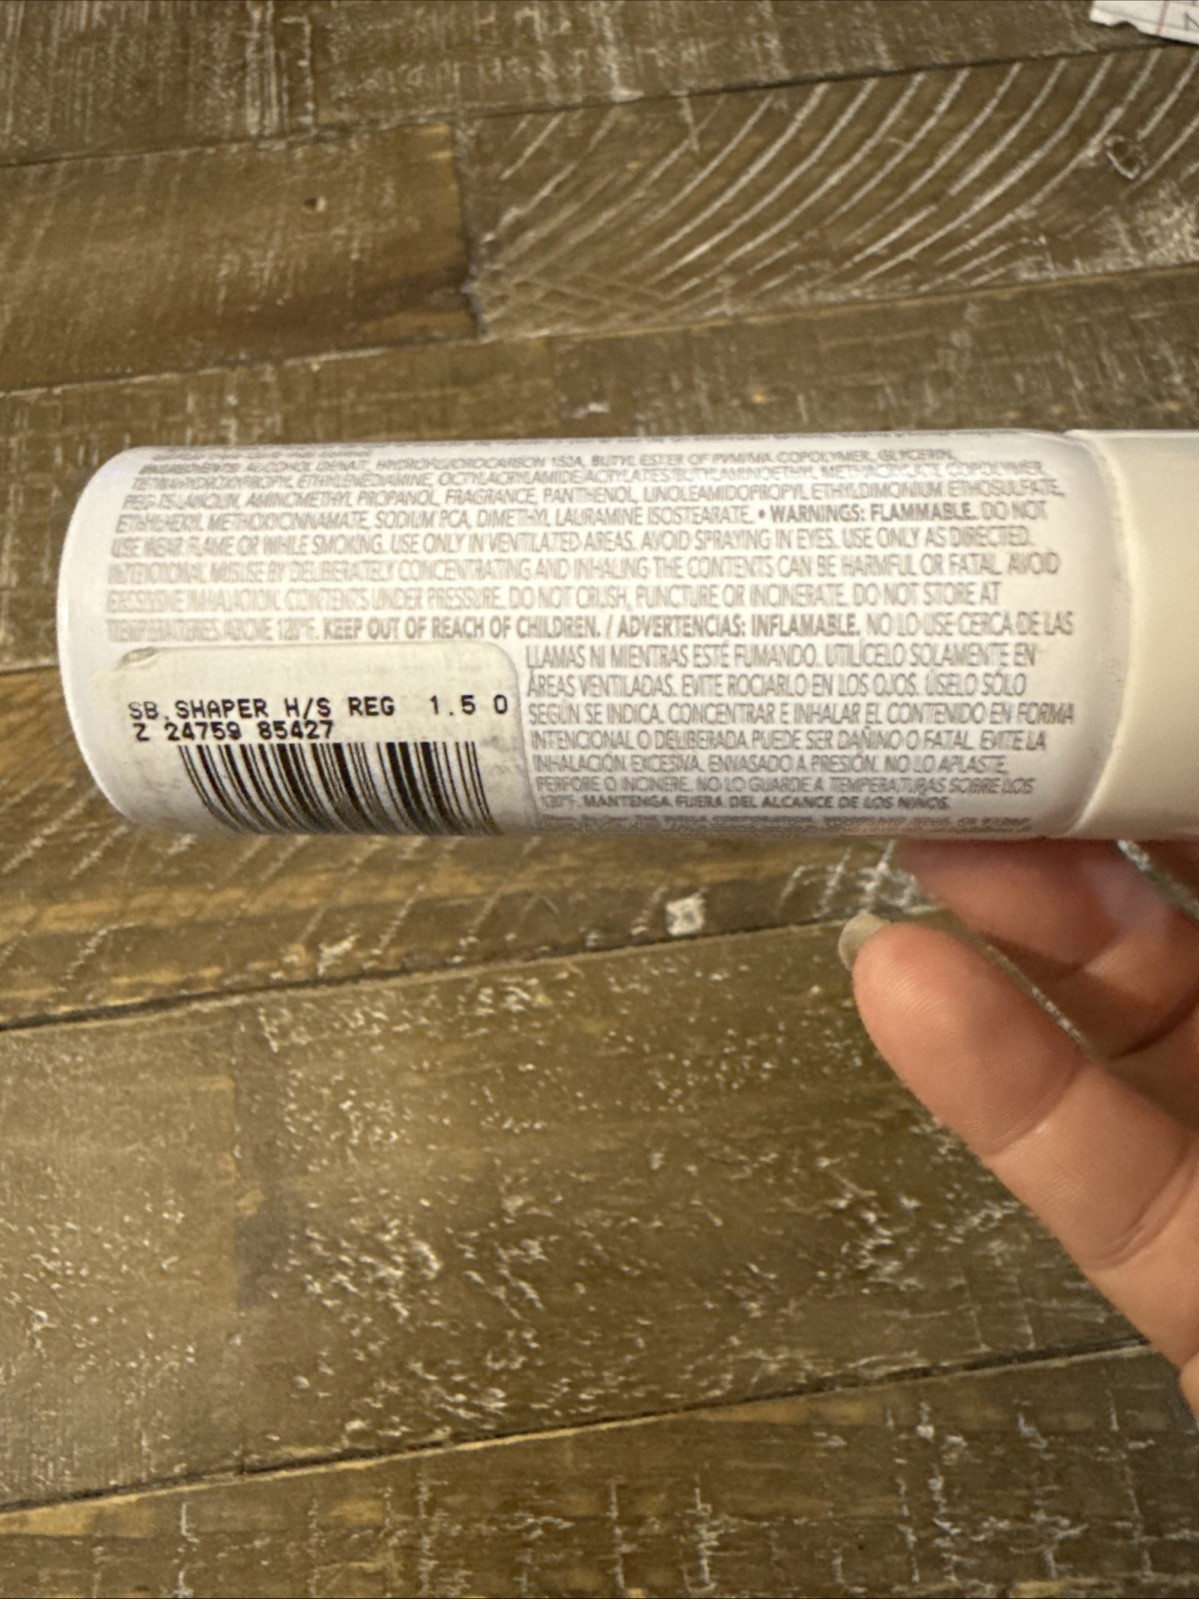 INGREDIENTS: ALCOHOL DENAT., HYDROFLUOROCARBON 152A, BUTYL ESTER OF PVM/MA COPOLYMER, GLYCERIN,
TETRAHYDROXYPROPYL ETHYLENEDIAMINE, OCTYLACRYLAMIDE/ACRYLATES/BUTYLAMINOETHYL METHACRYLATE COPOLYMER,
PEG-75 LANOLIN, AMINOMETHYL PROPANOL, FRAGRANCE, PANTHENOL, LINOLEAMIDOPROPYL ETHYLDIMONIUM ETHOSULFATE,
ETHYLHEXYL METHOXYCINNAMATE, SODIUM PCA, DIMETHYL LAURAMINE ISOSTEARATE. • WARNINGS: FLAMMABLE. DO NOT
USE NEAR FLAME OR WHILE SMOKING. USE ONLY IN VENTILATED AREAS. AVOID SPRAYING IN EYES. USE ONLY AS DIRECTED.
INTENTIONAL MISUSE BY DELIBERATELY CONCENTRATING AND INHALING THE CONTENTS CAN BE HARMFUL OR FATAL. AVOID
EXCESSIVE INHALATION. CONTENTS UNDER PRESSURE. DO NOT CRUSH, PUNCTURE OR INCINERATE. DO NOT STORE AT
TEMPERATURES ABOVE 120°F. KEEP OUT OF REACH OF CHILDREN. / ADVERTENCIAS: INFLAMABLE. NO LO USE CERCA DE LAS
LLAMAS NI MIENTRAS ESTÉ FUMANDO. UTILÍCELO SOLAMENTE EN
ÁREAS VENTILADAS. EVITE ROCIARLO EN LOS OJOS. ÚSELO SÓLO
SEGÚN SE INDICA. CONCENTRAR E INHALAR EL CONTENIDO EN FORMA
INTENCIONAL O DELIBERADA PUEDE SER DAÑINO O FATAL. EVITE LA
INHALACIÓN EXCESIVA. ENVASADO A PRESIÓN. NO LO APLASTE,
PERFORE O INCINERE. NO LO GUARDE A TEMPERATURAS SOBRE LOS
120°F. MANTENGA FUERA DEL ALCANCE DE LOS NIÑOS.
SB.SHAPER H/S REG 1.5 O
Z 24759 85427